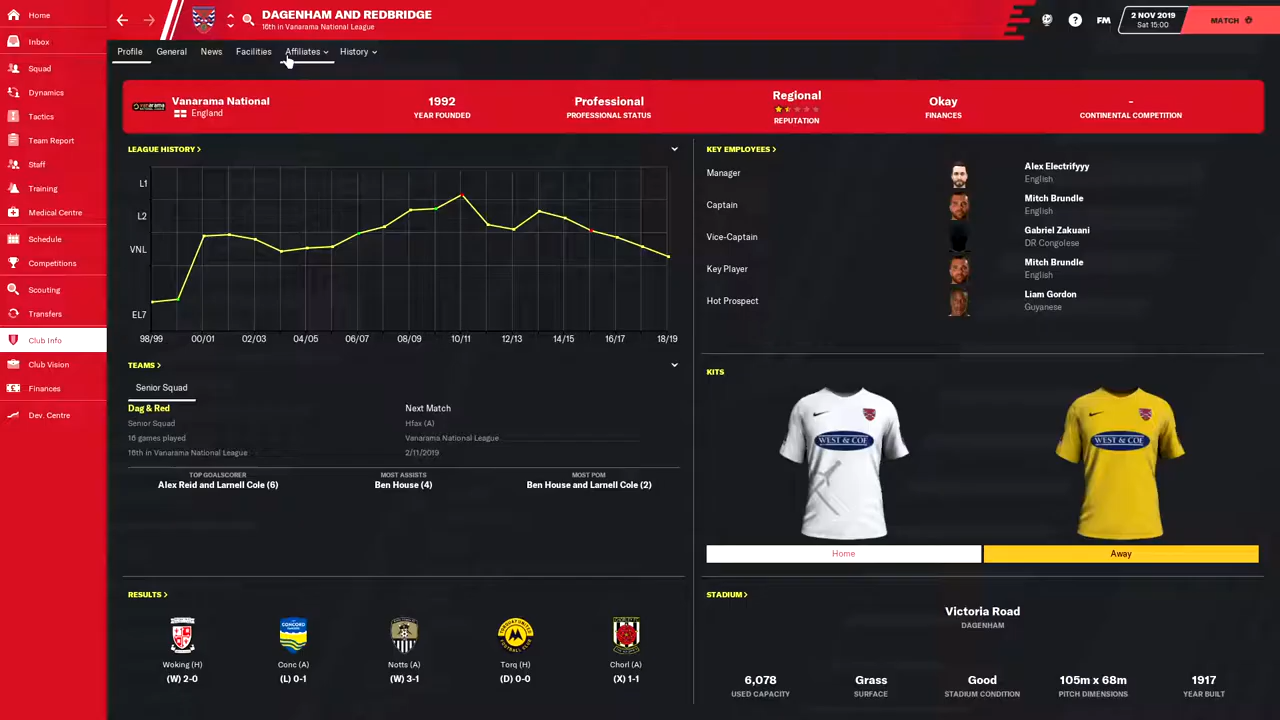 Home
Inbox
Squad
Dynamics
Tactics
Team Report
Staff
Training
Medical Centre
Schedule
Competitions
Scouting
Transfers
Club Info
Club Vision
Finances
Dev. Centre
DAGENHAM AND REDBRIDGE
16th in Vanarama National League
? FM 2 NOV 2019
Sat 15:00
MATCH
Profile General News Facilities Affiliates History
Vanarama National
England
1992
YEAR FOUNDED
Professional
PROFESSIONAL STATUS
Regional
REPUTATION
Okay
FINANCES
-
CONTINENTAL COMPETITION
LEAGUE HISTORY >
L1
L2
VNL
EL7
98/99 00/01 02/03 04/05 06/07 08/09 10/11 12/13 14/15 16/17 18/19
TEAMS >
Senior Squad
Dag & Red
Senior Squad
16 games played
16th in Vanarama National League
Next Match
Hfax (A)
Vanarama National League
2/11/2019
TOP GOALSCORER
Alex Reid and Larnell Cole (6)
MOST ASSISTS
Ben House (4)
MOST POM
Ben House and Larnell Cole (2)
RESULTS >
Woking (H)
(W) 2-0
Conc (A)
(L) 0-1
Notts (A)
(W) 3-1
Torq (H)
(D) 0-0
Chorl (A)
(X) 1-1
KEY EMPLOYEES >
Manager
Alex Electrifyyy
English
Captain
Mitch Brundle
English
Vice-Captain
Gabriel Zakuani
DR Congolese
Key Player
Mitch Brundle
English
Hot Prospect
Liam Gordon
Guyanese
KITS
WEST & COE
WEST & COE
Home
Away
STADIUM >
Victoria Road
DAGENHAM
6,078
USED CAPACITY
Grass
SURFACE
Good
STADIUM CONDITION
105m x 68m
PITCH DIMENSIONS
1917
YEAR BUILT